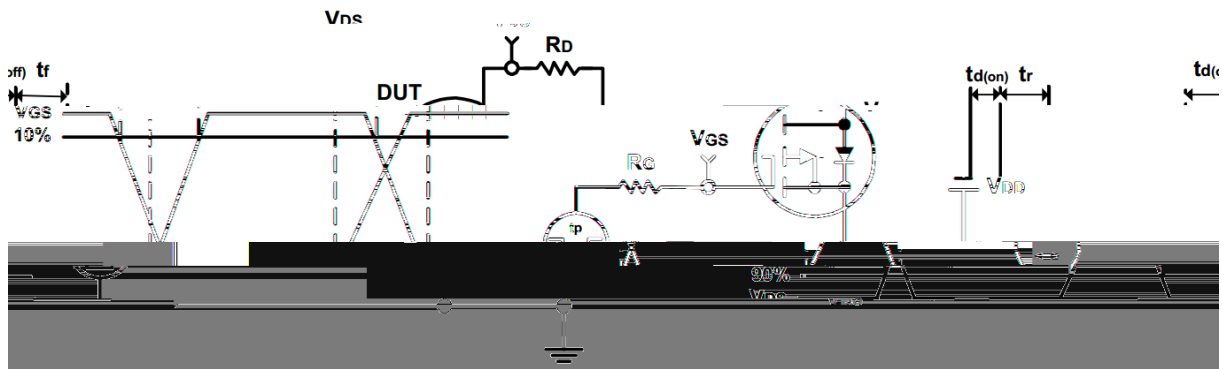 VDS
RD
off) tf
td(on) tr
td(o
DUT
VGS
10%
VGS
RG
VDD
tp
90%